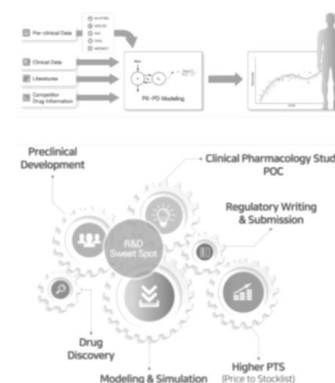 Pre-clinical Data
Clinical Data
Literatures
Competitor
Drug Information
PK-PD Modeling
Preclinical
Development
Clinical Pharmacology Stud
POC
Regulatory Writing
& Submission
R&D
Sweet Spot
Drug
Discovery
Modeling & Simulation
Higher PTS
(Price to Stocklist)